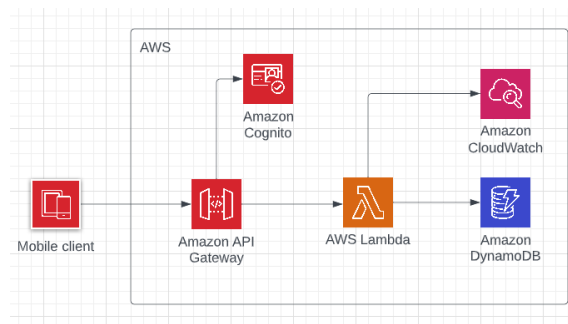 AWS
Amazon
Cognito
Amazon
CloudWatch
Mobile client
Amazon API
Gateway
AWS Lambda
Amazon
DynamoDB